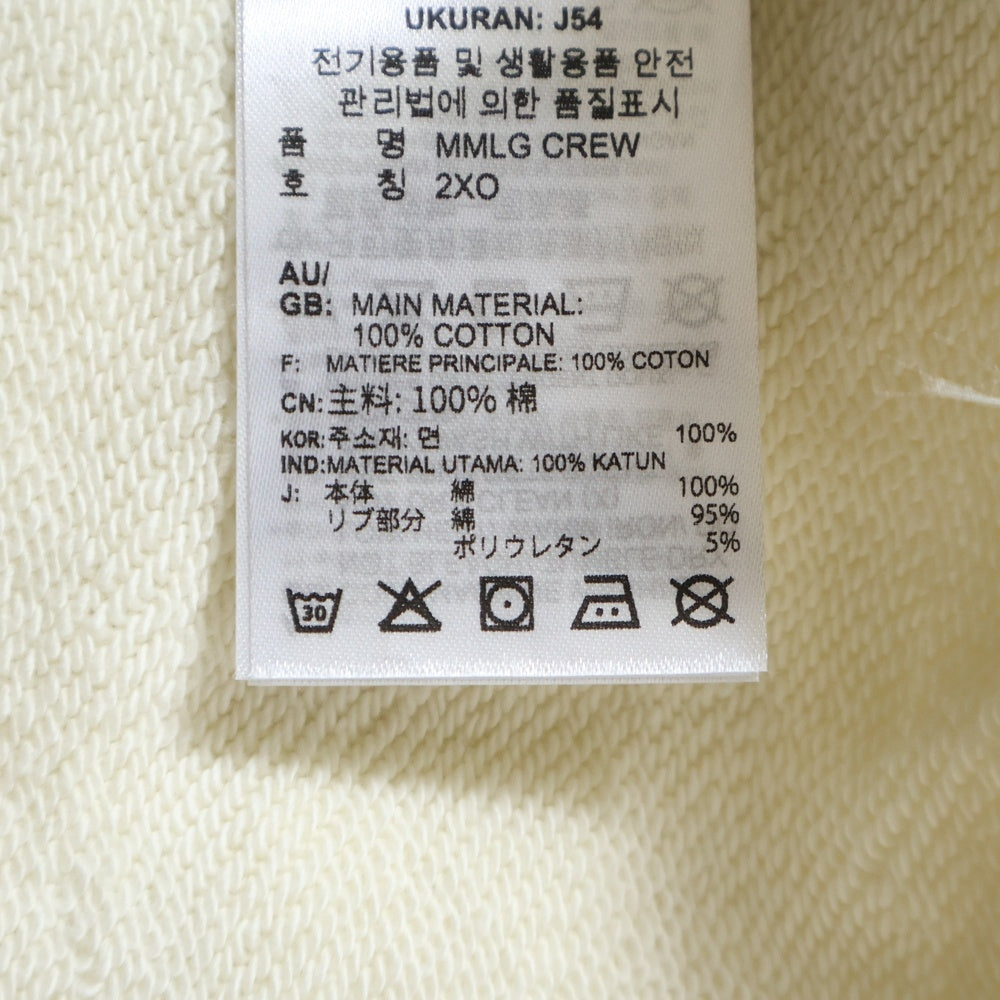 UKURAN: J54
전기용품 및 생활용품 안전
관리법에 의한 품질표시
품 명 MMLG CREW
호 칭 2XO
AU/
GB: MAIN MATERIAL:
100% COTTON
F: MATIERE PRINCIPALE: 100% COTON
CN:主料: 100% 棉
KOR:주소재: 면 100%
IND:MATERIAL UTAMA: 100% KATUN
J: 本体 綿 100%
リブ部分 綿 95%
ポリウレタン 5%
30